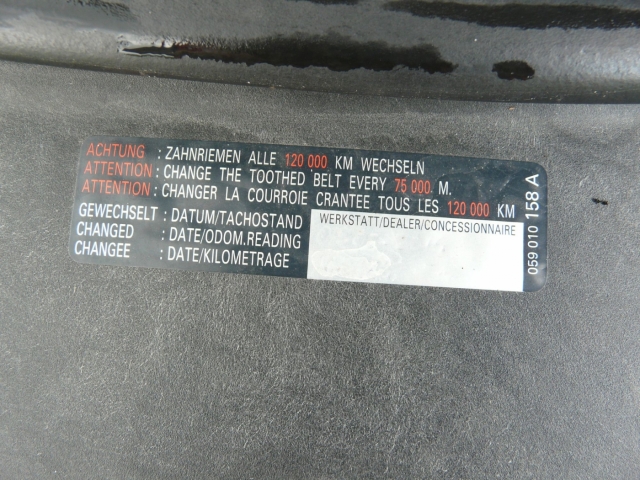 ACHTUNG : ZAHNRIEMEN ALLE 120 000 KM WECHSELN
ATTENTION : CHANGE THE TOOTHED BELT EVERY 75 000 M.
ATTENTION : CHANGER LA COURROIE CRANTEE TOUS LES 120 000 KM
GEWECHSELT : DATUM/TACHOSTAND
CHANGED : DATE/ODOM.READING
CHANGEE : DATE/KILOMETRAGE
WERKSTATT/DEALER/CONCESSIONNAIRE
059 010 158 A